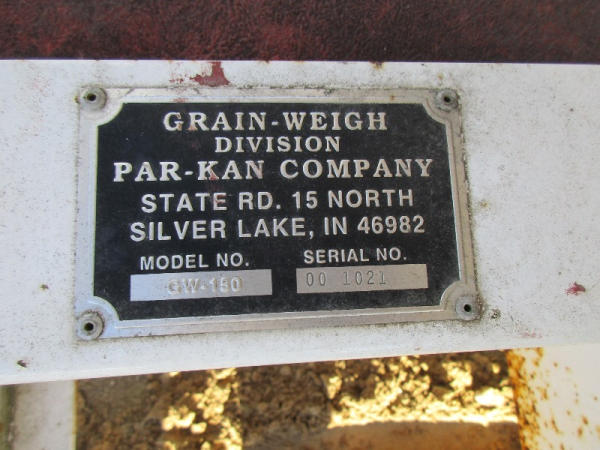 GRAIN-WEIGH
DIVISION
PAR-KAN COMPANY
STATE RD. 15 NORTH
SILVER LAKE, IN 46982
MODEL NO. SERIAL NO.
GW-150 00 1021